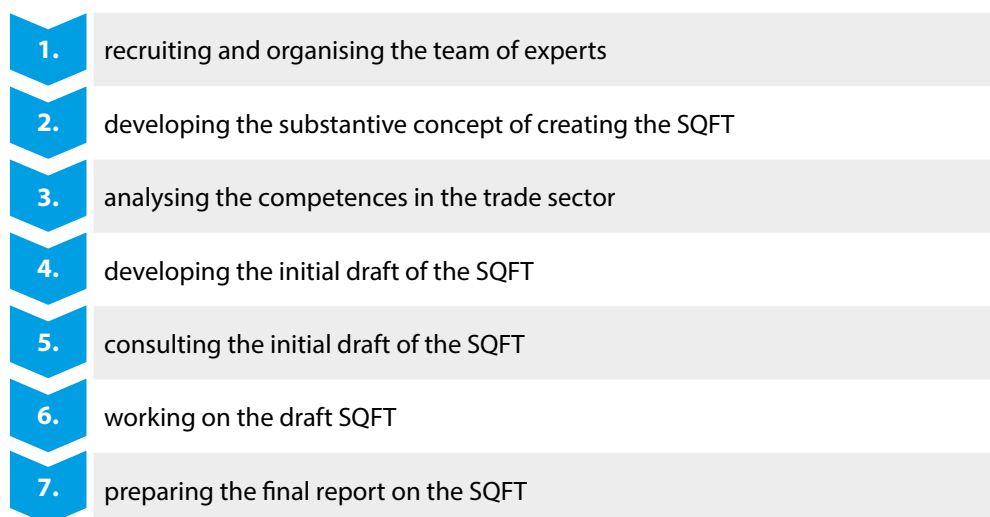 1. recruiting and organising the team of experts
2. developing the substantive concept of creating the SQFT
3. analysing the competences in the trade sector
4. developing the initial draft of the SQFT
5. consulting the initial draft of the SQFT
6. working on the draft SQFT
7. preparing the final report on the SQFT